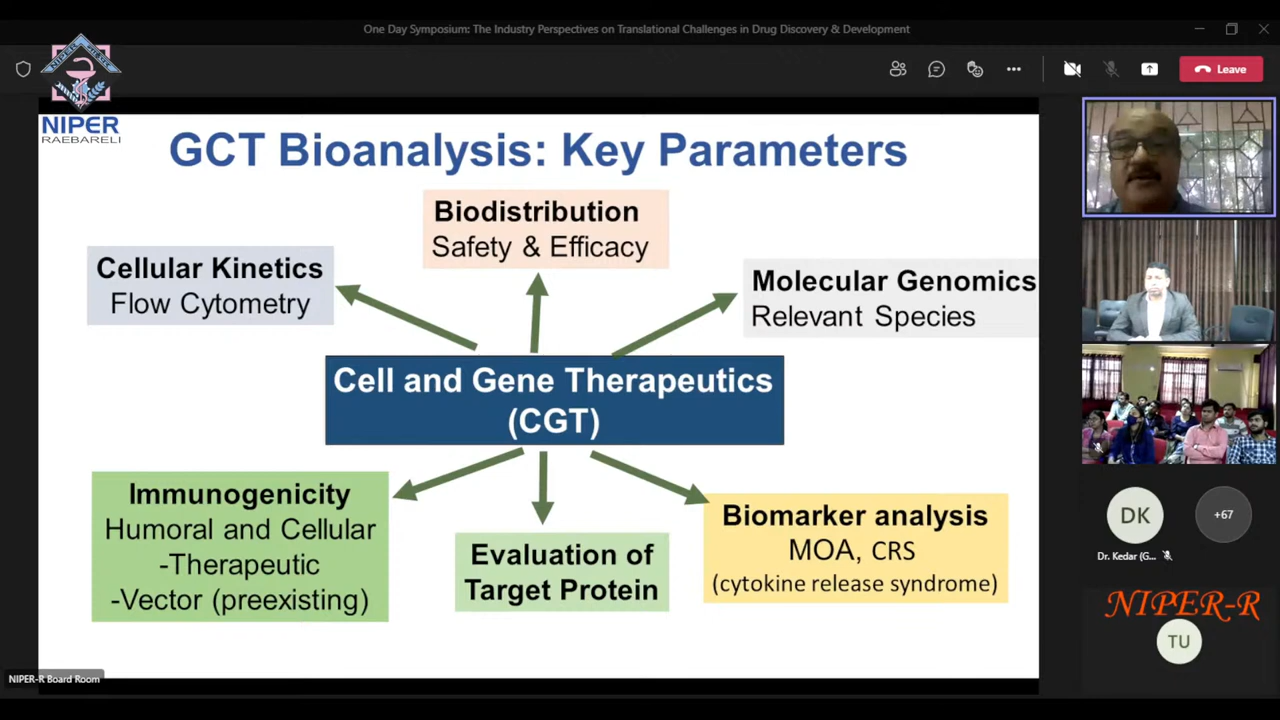 One Day Symposium: The Industry Perspectives on Translational Challenges in Drug Discovery & Development
Leave
NIPER
RAEBARELI
GCT Bioanalysis: Key Parameters
Biodistribution
Safety & Efficacy
Cellular Kinetics
Flow Cytometry
Molecular Genomics
Relevant Species
Cell and Gene Therapeutics
(CGT)
Immunogenicity
Humoral and Cellular
-Therapeutic
-Vector (preexisting)
Evaluation of
Target Protein
Biomarker analysis
MOA, CRS
(cytokine release syndrome)
DK
+67
Dr. Kedar (G...
NIPER-R
TU
NIPER-R Board Room